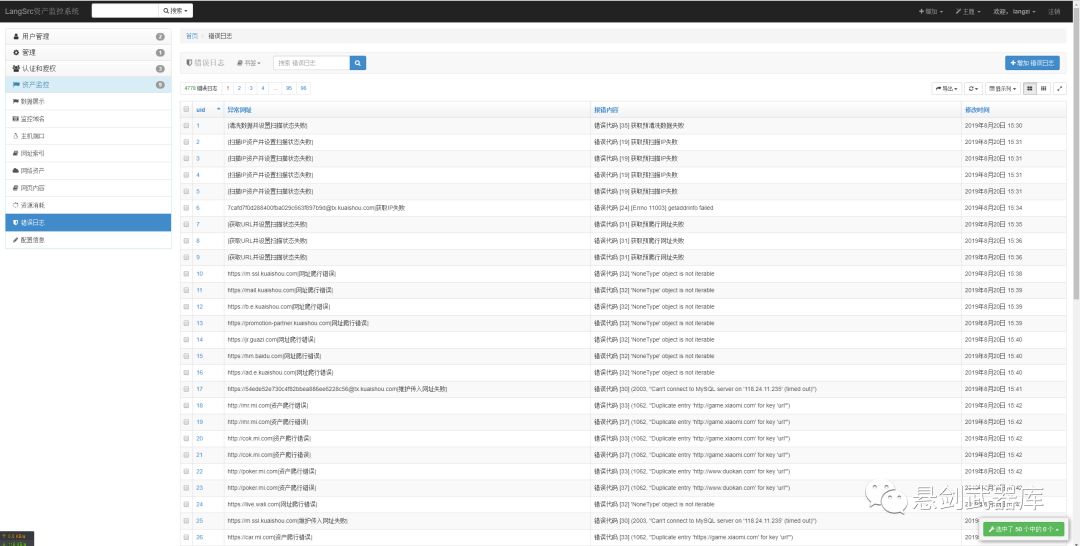 LangSrc资产监控系统 搜索 增加 主题 欢迎， langzi 注销
用户管理 2
管理 1
认证和授权 3
资产监控 9
数据展示
监控域名
主机端口
网址索引
网络资产
网页内容
资源消耗
错误日志
配置信息
首页 错误日志
错误日志 书签 搜索 错误日志 增加 错误日志
4778 错误日志 1 2 3 4 ... 95 96 导出 显示列
uid 异常网址 报错内容 修改时间
1 |清洗数据并设置扫描状态失败| 错误代码 [35] 获取预清洗数据失败 2019年8月20日 15:30
2 |扫描IP资产并设置扫描状态失败| 错误代码 [19] 获取预扫描IP失败 2019年8月20日 15:31
3 |扫描IP资产并设置扫描状态失败| 错误代码 [19] 获取预扫描IP失败 2019年8月20日 15:31
4 |扫描IP资产并设置扫描状态失败| 错误代码 [19] 获取预扫描IP失败 2019年8月20日 15:31
5 |扫描IP资产并设置扫描状态失败| 错误代码 [19] 获取预扫描IP失败 2019年8月20日 15:31
6 7cafd7f0d288400fba029c663f897b9d@tx.kuaishou.com|获取IP失败 错误代码 [24] [Errno 11003] getaddrinfo failed 2019年8月20日 15:34
7 |获取URL并设置扫描状态失败| 错误代码 [31] 获取预爬行网址失败 2019年8月20日 15:35
8 |获取URL并设置扫描状态失败| 错误代码 [31] 获取预爬行网址失败 2019年8月20日 15:36
9 |获取URL并设置扫描状态失败| 错误代码 [31] 获取预爬行网址失败 2019年8月20日 15:36
10 https://m.ssl.kuaishou.com|网址爬行错误| 错误代码 [32] 'NoneType' object is not iterable 2019年8月20日 15:38
11 https://mail.kuaishou.com|网址爬行错误| 错误代码 [32] 'NoneType' object is not iterable 2019年8月20日 15:39
12 https://b.e.kuaishou.com|网址爬行错误| 错误代码 [32] 'NoneType' object is not iterable 2019年8月20日 15:39
13 https://promotion-partner.kuaishou.com|网址爬行错误| 错误代码 [32] 'NoneType' object is not iterable 2019年8月20日 15:39
14 https://jr.guazi.com|网址爬行错误| 错误代码 [32] 'NoneType' object is not iterable 2019年8月20日 15:40
15 https://hm.baidu.com|网址爬行错误| 错误代码 [32] 'NoneType' object is not iterable 2019年8月20日 15:40
16 https://ad.e.kuaishou.com|网址爬行错误| 错误代码 [32] 'NoneType' object is not iterable 2019年8月20日 15:40
17 https://54ede52e730c4f82bbea886ee6228c56@tx.kuaishou.com|维护传入网址失败| 错误代码 [30] (2003, "Can't connect to MySQL server on '118.24.11.235' (timed out)") 2019年8月20日 15:41
18 http://mr.mi.com|资产爬行错误| 错误代码 [33] (1062, "Duplicate entry 'http://game.xiaomi.com' for key 'url'") 2019年8月20日 15:42
19 http://mr.mi.com|资产爬行错误| 错误代码 [37] (1062, "Duplicate entry 'http://game.xiaomi.com' for key 'url'") 2019年8月20日 15:42
20 http://cok.mi.com|资产爬行错误| 错误代码 [33] (1062, "Duplicate entry 'http://game.xiaomi.com' for key 'url'") 2019年8月20日 15:42
21 http://cok.mi.com|资产爬行错误| 错误代码 [37] (1062, "Duplicate entry 'http://game.xiaomi.com' for key 'url'") 2019年8月20日 15:42
22 http://poker.mi.com|资产爬行错误| 错误代码 [33] (1062, "Duplicate entry 'http://www.duokan.com' for key 'url'") 2019年8月20日 15:42
23 http://poker.mi.com|资产爬行错误| 错误代码 [37] (1062, "Duplicate entry 'http://www.duokan.com' for key 'url'")
24 https://live.wali.com|网址爬行错误| 错误代码 [32] 'NoneType' object is not iterable
25 https://m.ssl.kuaishou.com|维护传入网址失败| 错误代码 [30] (2003, "Can't connect to MySQL server on '118.24.11.235' (timed out)")
26 https://car.mi.com|资产爬行错误| 错误代码 [33] (1062, "Duplicate entry 'https://game.xiaomi.com' for key 'url'")
悬剑武器库
选中了 50 个中的 0 个